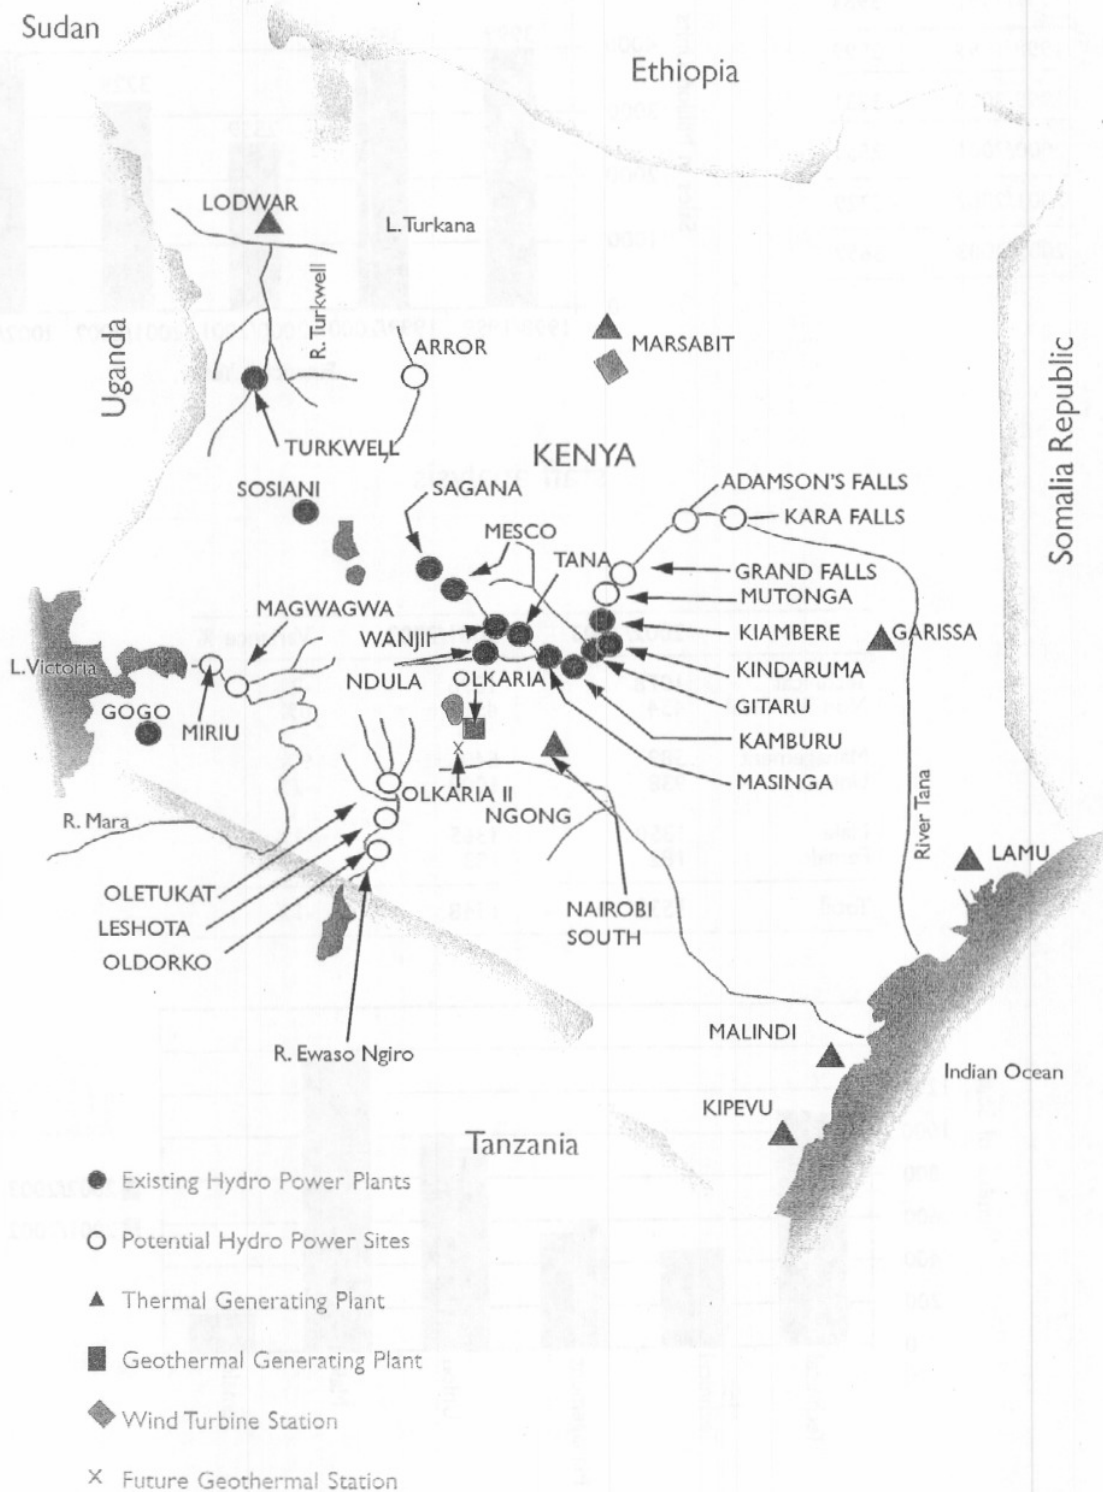 Sudan
Ethiopia
LODWAR
L. Turkana
R. Turkwell
Uganda
ARROR
MARSABIT
Somalia Republic
TURKWELL
KENYA
SOSIANI
SAGANA
ADAMSON'S FALLS
KARA FALLS
MESCO
TANA
GRAND FALLS
MUTONGA
MAGWAGWA
WANJII
KIAMBERE
GARISSA
L. Victoria
NDULA
OLKARIA
KINDARUMA
GOGO
MIRIU
GITARU
KAMBURU
MASINGA
OLKARIA II
NGONG
R. Mara
River Tana
LAMU
OLETUKAT
LESHOTA
OLDORKO
NAIROBI
SOUTH
R. Ewaso Ngiro
MALINDI
Indian Ocean
KIPEVU
Tanzania
Existing Hydro Power Plants
Potential Hydro Power Sites
Thermal Generating Plant
Geothermal Generating Plant
Wind Turbine Station
X Future Geothermal Station